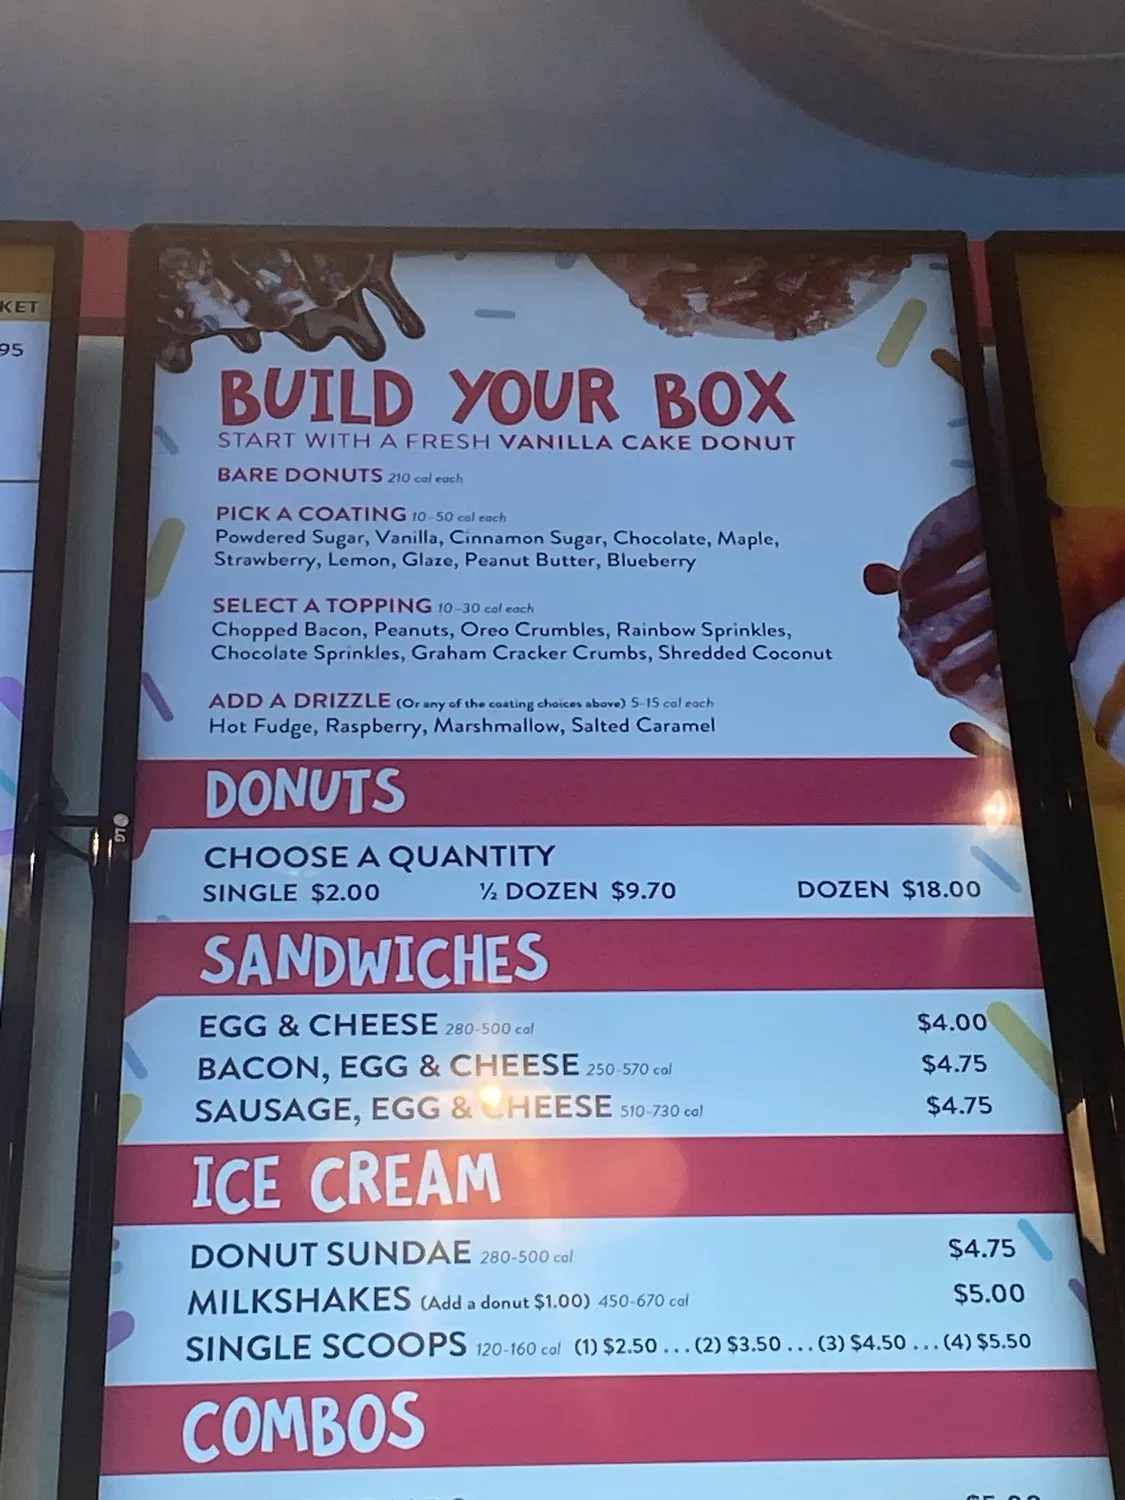 KET
95
BUILD YOUR BOX
START WITH A FRESH VANILLA CAKE DONUT
BARE DONUTS 210 cal each
PICK A COATING 10-50 cal each
Powdered Sugar, Vanilla, Cinnamon Sugar, Chocolate, Maple,
Strawberry, Lemon, Glaze, Peanut Butter, Blueberry
SELECT A TOPPING 10-30 cal each
Chopped Bacon, Peanuts, Oreo Crumbles, Rainbow Sprinkles,
Chocolate Sprinkles, Graham Cracker Crumbs, Shredded Coconut
ADD A DRIZZLE (Or any of the coating choices above) 5-15 cal each
Hot Fudge, Raspberry, Marshmallow, Salted Caramel
LG
DONUTS
CHOOSE A QUANTITY
SINGLE $2.00 ½ DOZEN $9.70 DOZEN $18.00
SANDWICHES
EGG & CHEESE 280-500 cal $4.00
BACON, EGG & CHEESE 250-570 cal $4.75
SAUSAGE, EGG & CHEESE 510-730 cal $4.75
ICE CREAM
DONUT SUNDAE 280-500 cal $4.75
MILKSHAKES (Add a donut $1.00) 450-670 cal $5.00
SINGLE SCOOPS 120-160 cal (1) $2.50 ... (2) $3.50 ... (3) $4.50 ... (4) $5.50
COMBOS